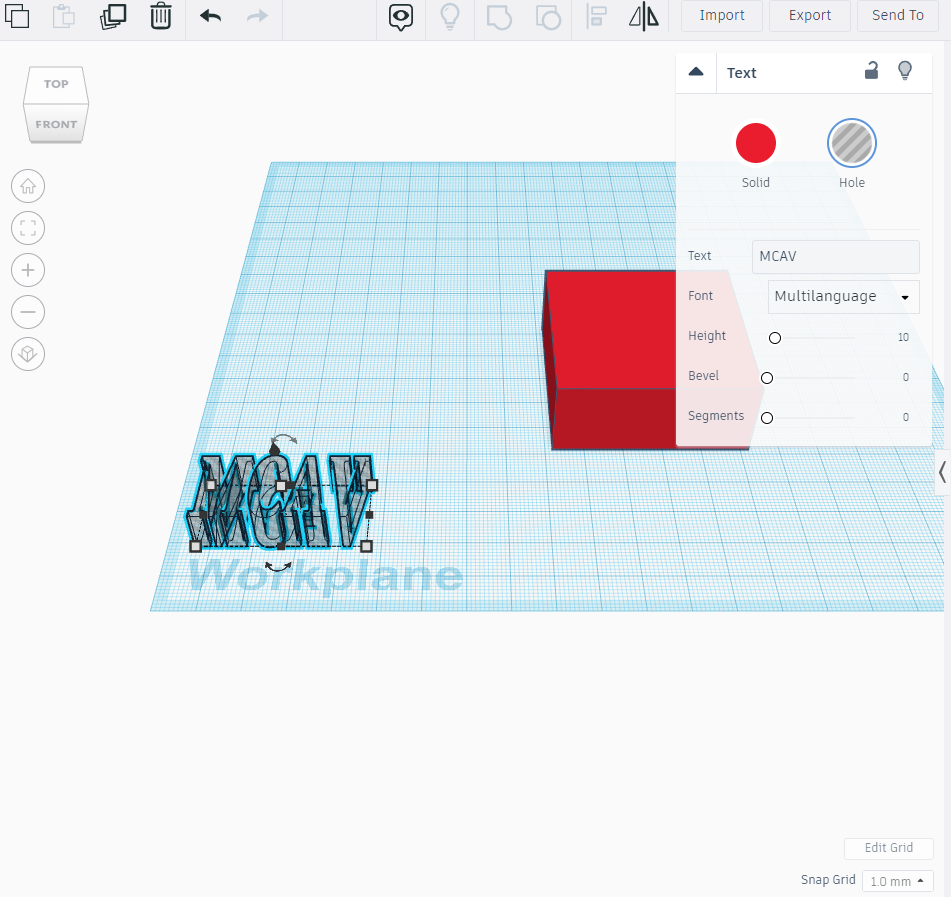 Import Export Send To
TOP
FRONT
Text
Solid Hole
Text MCAV
Font Multilanguage
Height 10
Bevel 0
Segments 0
MCAV
Workplane
Edit Grid
Snap Grid 1.0 mm